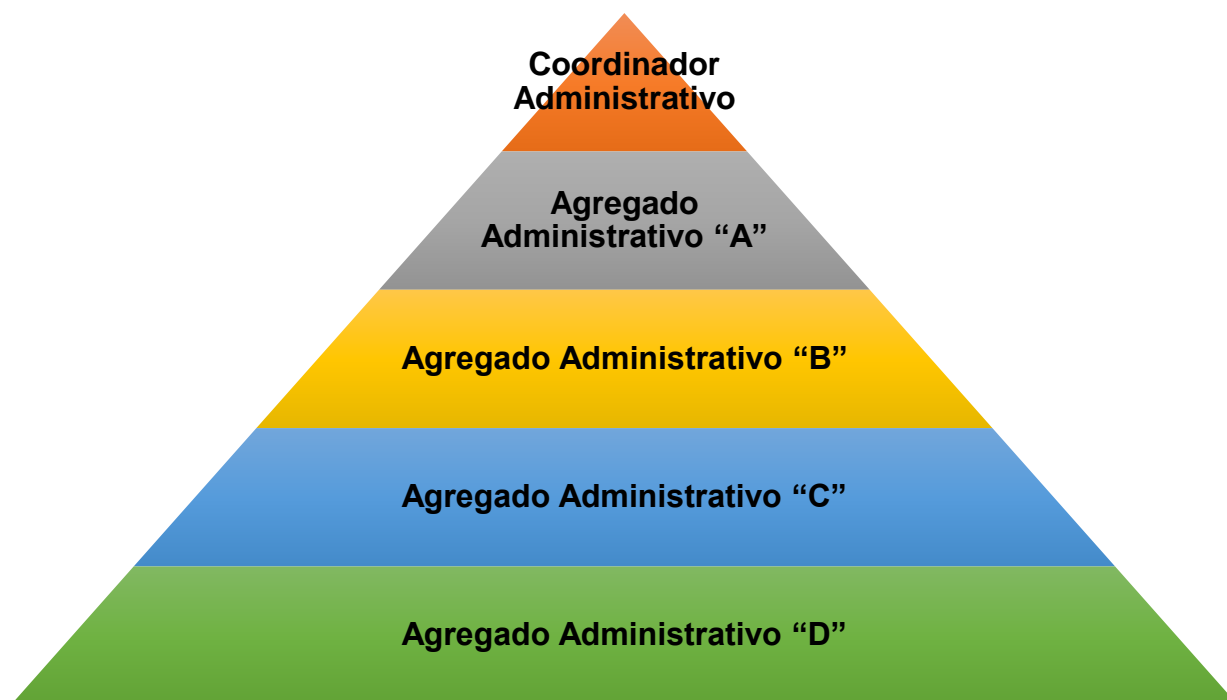 Coordinador
Administrativo
Agregado
Administrativo “A”
Agregado Administrativo “B”
Agregado Administrativo “C”
Agregado Administrativo “D”